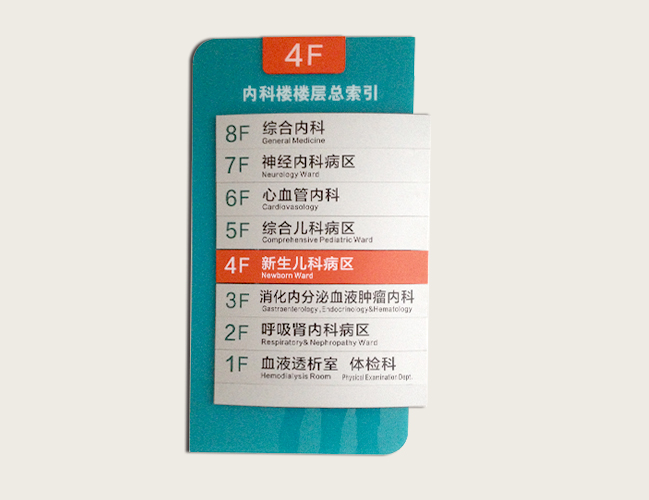 4F
内科楼楼层总索引
8F 综合内科
General Medicine
7F 神经内科病区
Neurology Ward
6F 心血管内科
Cardiovasology
5F 综合儿科病区
Comprehensive Pediatric Ward
4F 新生儿科病区
Newborn Ward
3F 消化内分泌血液肿瘤内科
Gastroenterology ,Endocrinology&Hematology
2F 呼吸肾内科病区
Respiratory& Nephropathy Ward
1F 血液透析室 体检科
Hemodialysis Room Physical Examination Dept.